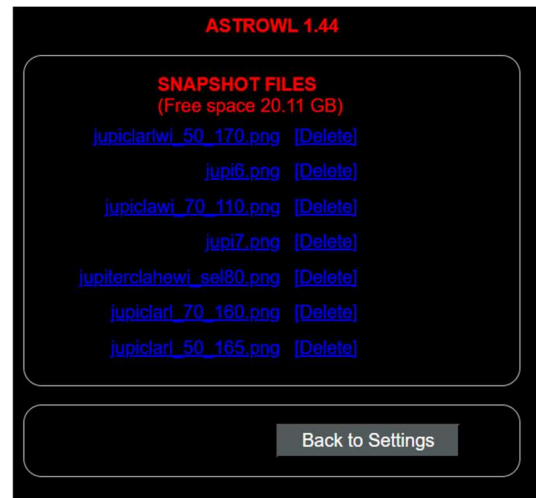 ASTROWL 1.44
SNAPSHOT FILES
(Free space 20.11 GB)
jupiclarlwi_50_170.png [Delete]
jupi6.png [Delete]
jupiclawi_70_110.png [Delete]
jupi7.png [Delete]
jupiterclahewi_sel80.png [Delete]
jupiclarl_70_160.png [Delete]
jupiclarl_50_165.png [Delete]
Back to Settings